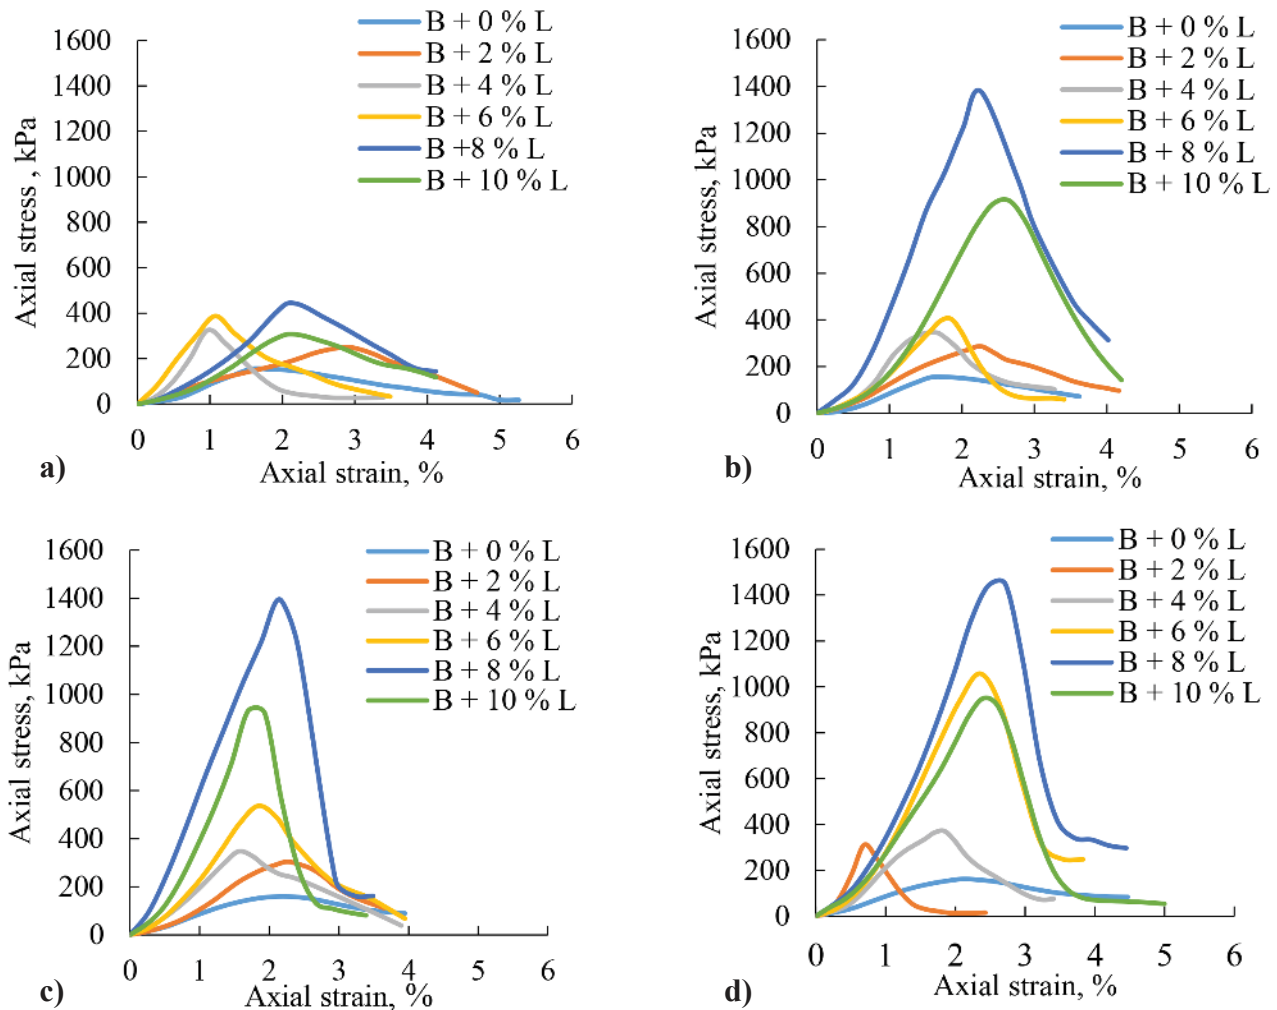 1600
1400
1200
1000
800
600
400
200
0
Axial stress , kPa
0 1 2 3 4 5 6
Axial strain, %
a)
B + 0 % L
B + 2 % L
B + 4 % L
B + 6 % L
B +8 % L
B + 10 % L
1600
1400
1200
1000
800
600
400
200
0
Axial stress, kPa
0 1 2 3 4 5 6
Axial strain, %
b)
B + 0 % L
B + 2 % L
B + 4 % L
B + 6 % L
B + 8 % L
B + 10 % L
1600
1400
1200
1000
800
600
400
200
0
Axial stress, kPa
0 1 2 3 4 5 6
Axial strain, %
c)
B + 0 % L
B + 2 % L
B + 4 % L
B + 6 % L
B + 8 % L
B + 10 % L
1600
1400
1200
1000
800
600
400
200
0
Axial stress, kPa
0 1 2 3 4 5 6
Axial strain, %
d)
B + 0 % L
B + 2 % L
B + 4 % L
B + 6 % L
B + 8 % L
B + 10 % L